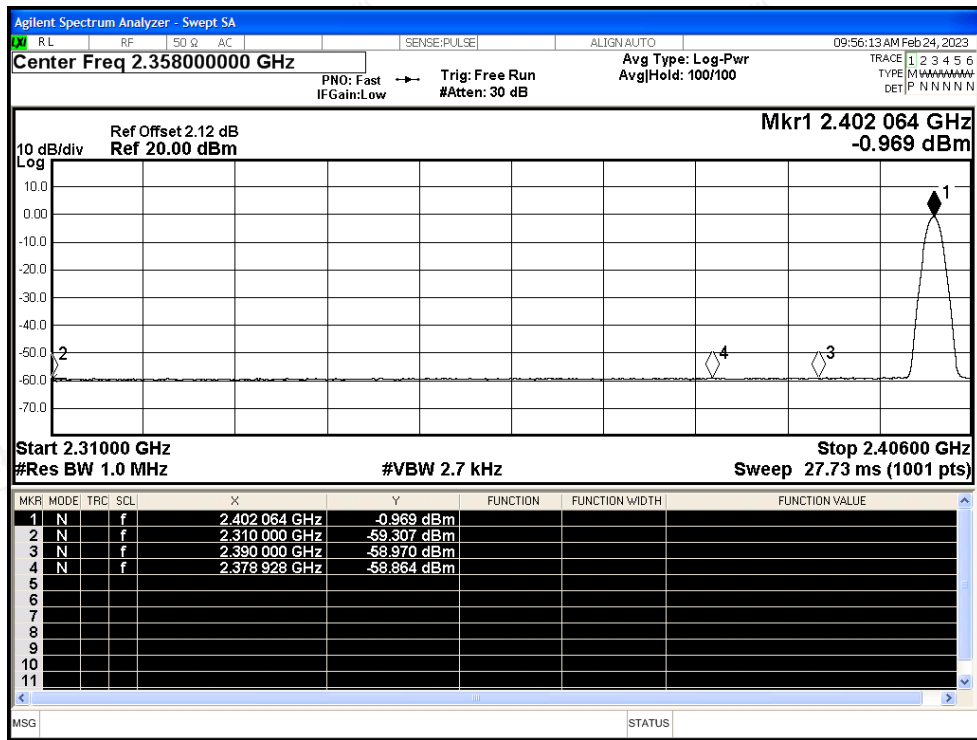 Agilent Spectrum Analyzer - Swept SA
LXI RL RF 50 Ω AC SENSE:PULSE ALIGN AUTO 09:56:13 AM Feb 24, 2023
Center Freq 2.358000000 GHz
PNO: Fast
IFGain:Low
Trig: Free Run
#Atten: 30 dB
Avg Type: Log-Pwr
Avg|Hold: 100/100
TRACE 1 2 3 4 5 6
TYPE M
DET P N N N N N
Mkr1 2.402 064 GHz
-0.969 dBm
Ref Offset 2.12 dB
10 dB/div Ref 20.00 dBm
Log
10.0
0.00
-10.0
-20.0
-30.0
-40.0
-50.0
-60.0
-70.0
1
2
4
3
Start 2.31000 GHz Stop 2.40600 GHz
#Res BW 1.0 MHz #VBW 2.7 kHz Sweep 27.73 ms (1001 pts)
MKR MODE TRC SCL X Y FUNCTION FUNCTION WIDTH FUNCTION VALUE
1 N f 2.402 064 GHz -0.969 dBm
2 N f 2.310 000 GHz -59.307 dBm
3 N f 2.390 000 GHz -58.970 dBm
4 N f 2.378 928 GHz -58.864 dBm
5
6
7
8
9
10
11
MSG STATUS